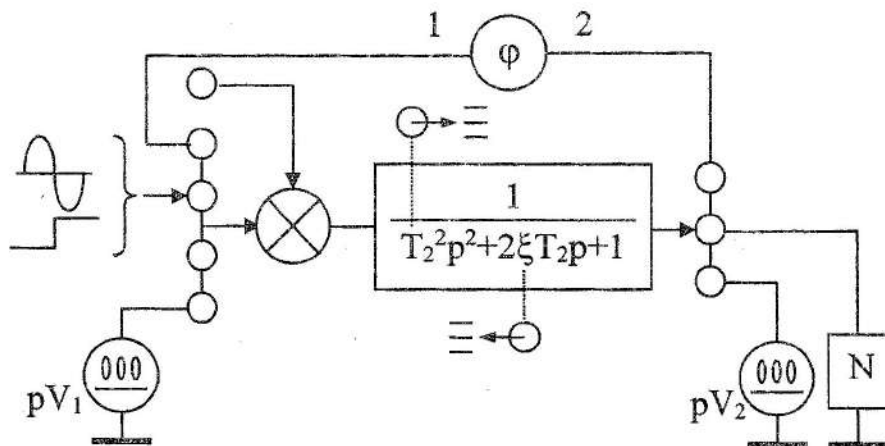 1 φ 2
1
T₂²p²+2ξT₂p+1
000 000 N
pV₁ pV₂